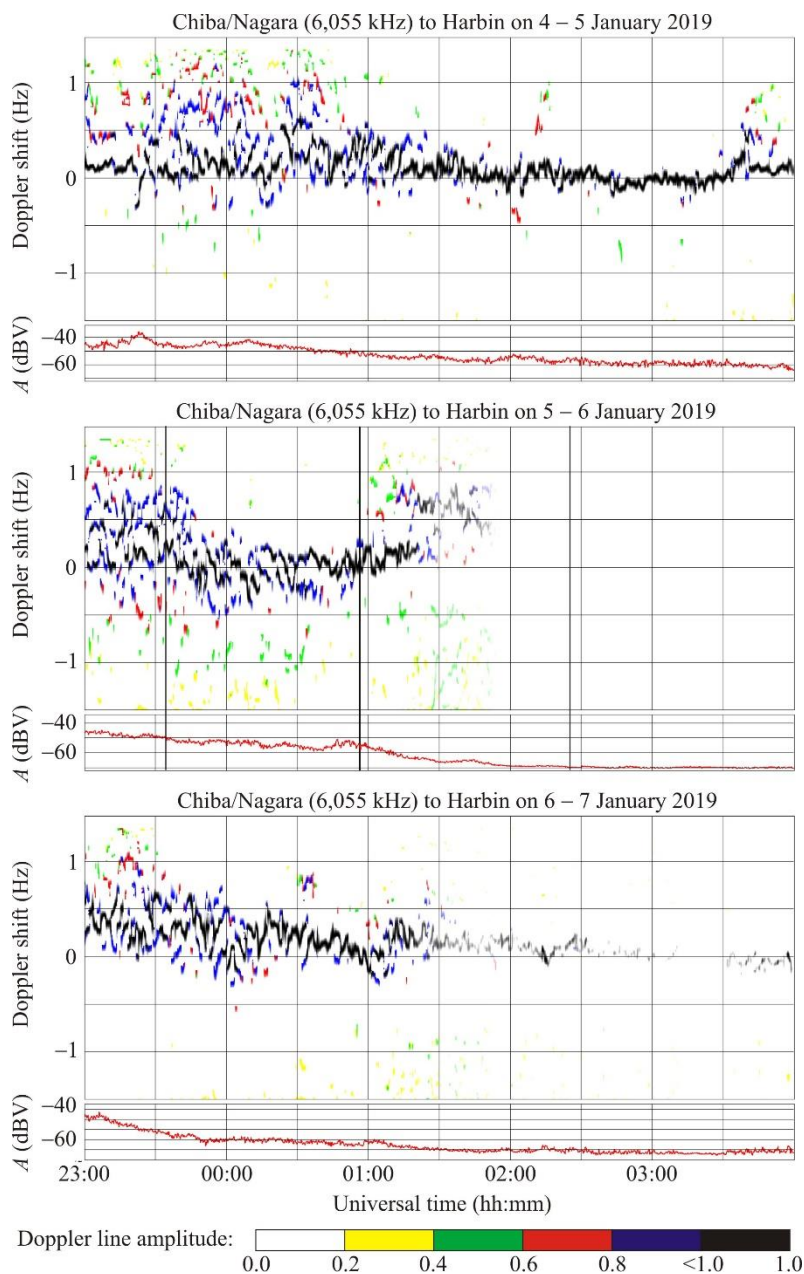 Chiba/Nagara (6,055 kHz) to Harbin on 4 – 5 January 2019
Doppler shift (Hz)
1
0
−1
A (dBV)
−40
−60
Chiba/Nagara (6,055 kHz) to Harbin on 5 – 6 January 2019
Doppler shift (Hz)
1
0
−1
A (dBV)
−40
−60
Chiba/Nagara (6,055 kHz) to Harbin on 6 – 7 January 2019
Doppler shift (Hz)
1
0
−1
A (dBV)
−40
−60
23:00 00:00 01:00 02:00 03:00
Universal time (hh:mm)
Doppler line amplitude:
0.0 0.2 0.4 0.6 0.8 <1.0 1.0